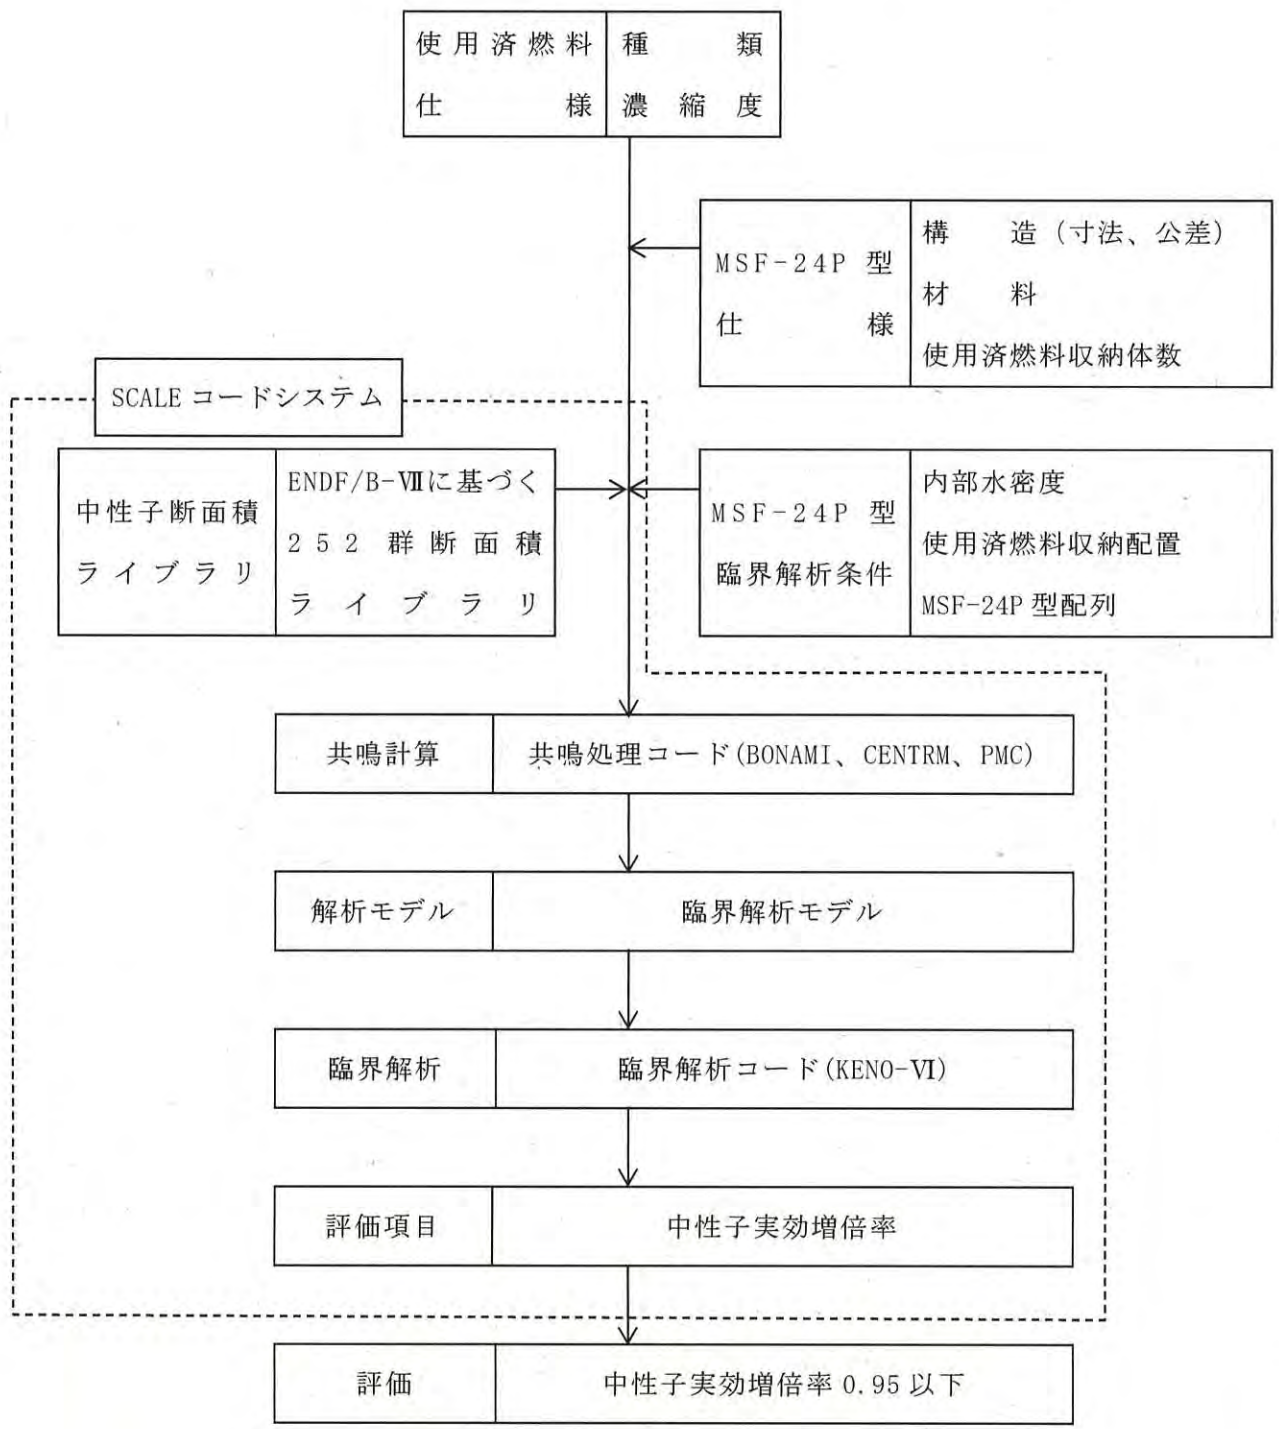 使用済燃料 種類
仕様 濃縮度
MSF-24P 型
仕様
構造（寸法、公差）
材料
使用済燃料収納体数
SCALE コードシステム
中性子断面積
ライブラリ
ENDF/B-Ⅶに基づく
252 群断面積
ライブラリ
MSF-24P 型
臨界解析条件
内部水密度
使用済燃料収納配置
MSF-24P 型配列
共鳴計算 共鳴処理コード(BONAMI、CENTRM、PMC)
解析モデル 臨界解析モデル
臨界解析 臨界解析コード(KENO-Ⅵ)
評価項目 中性子実効増倍率
評価 中性子実効増倍率 0.95 以下